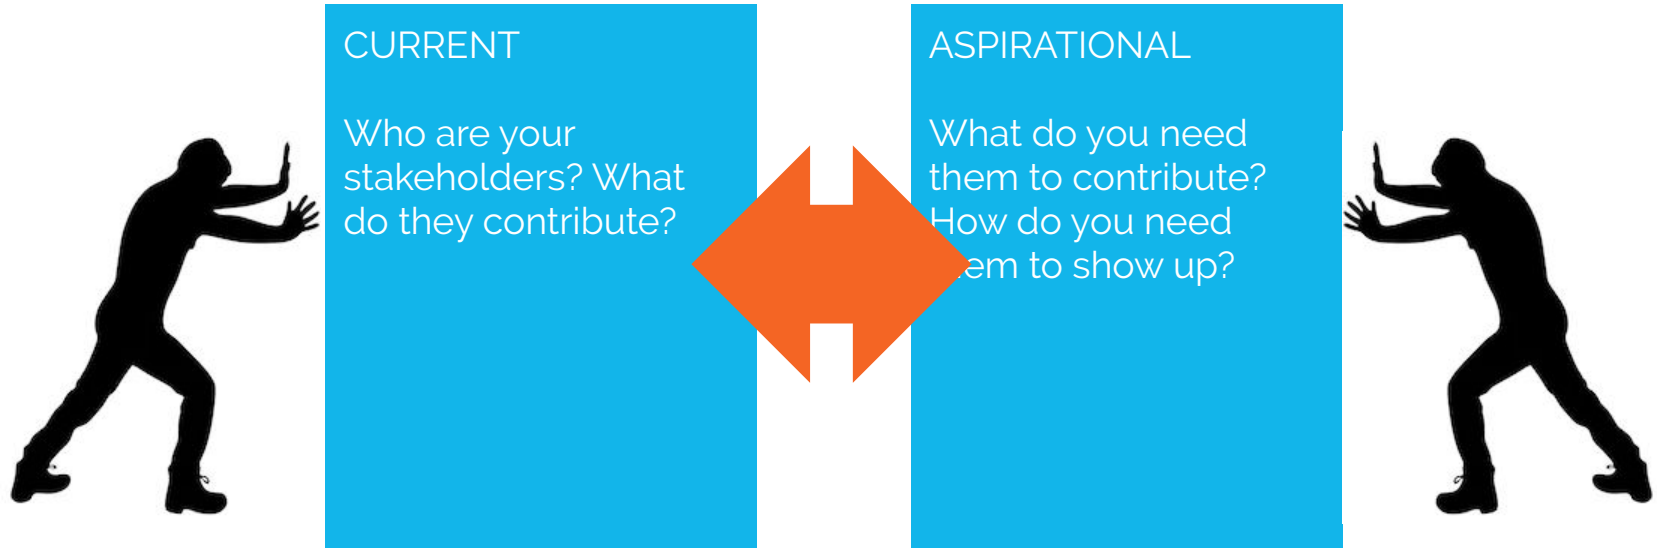 CURRENT
Who are your
stakeholders? What
do they contribute?
ASPIRATIONAL
What do you need
them to contribute?
How do you need
em to show up?